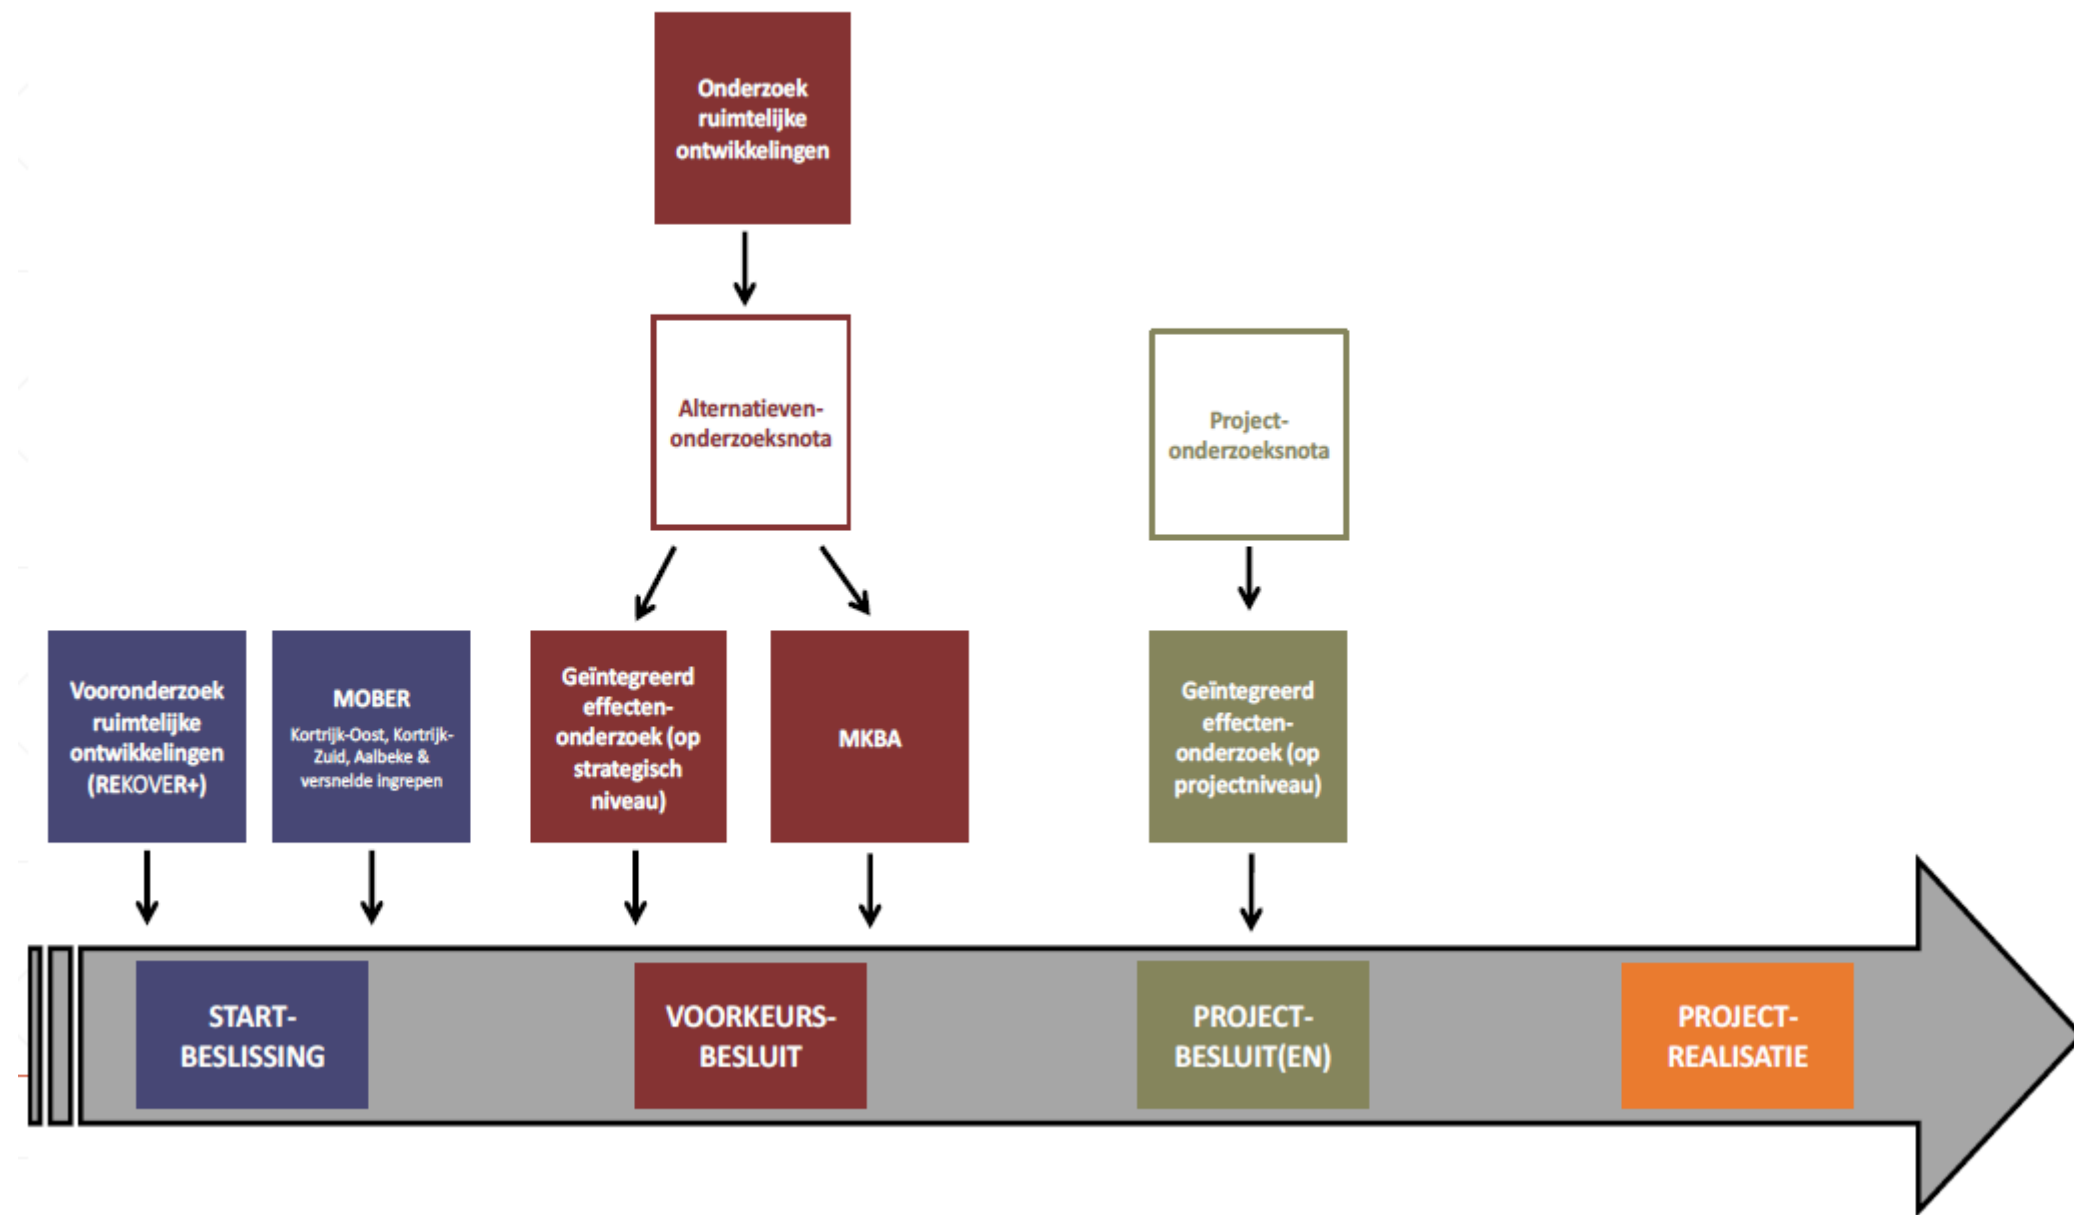 Onderzoek
ruimtelijke
ontwikkelingen
Alternatieven-
onderzoeksnota
Project-
onderzoeksnota
Vooronderzoek
ruimtelijke
ontwikkelingen
(REKOVER+)
MOBER
Kortrijk-Oost, Kortrijk-
Zuid, Aalbeke &
versnelde ingrepen
Geïntegreerd
effecten-
onderzoek (op
strategisch
niveau)
MKBA
Geïntegreerd
effecten-
onderzoek (op
projectniveau)
START-
BESLISSING
VOORKEURS-
BESLUIT
PROJECT-
BESLUIT(EN)
PROJECT-
REALISATIE